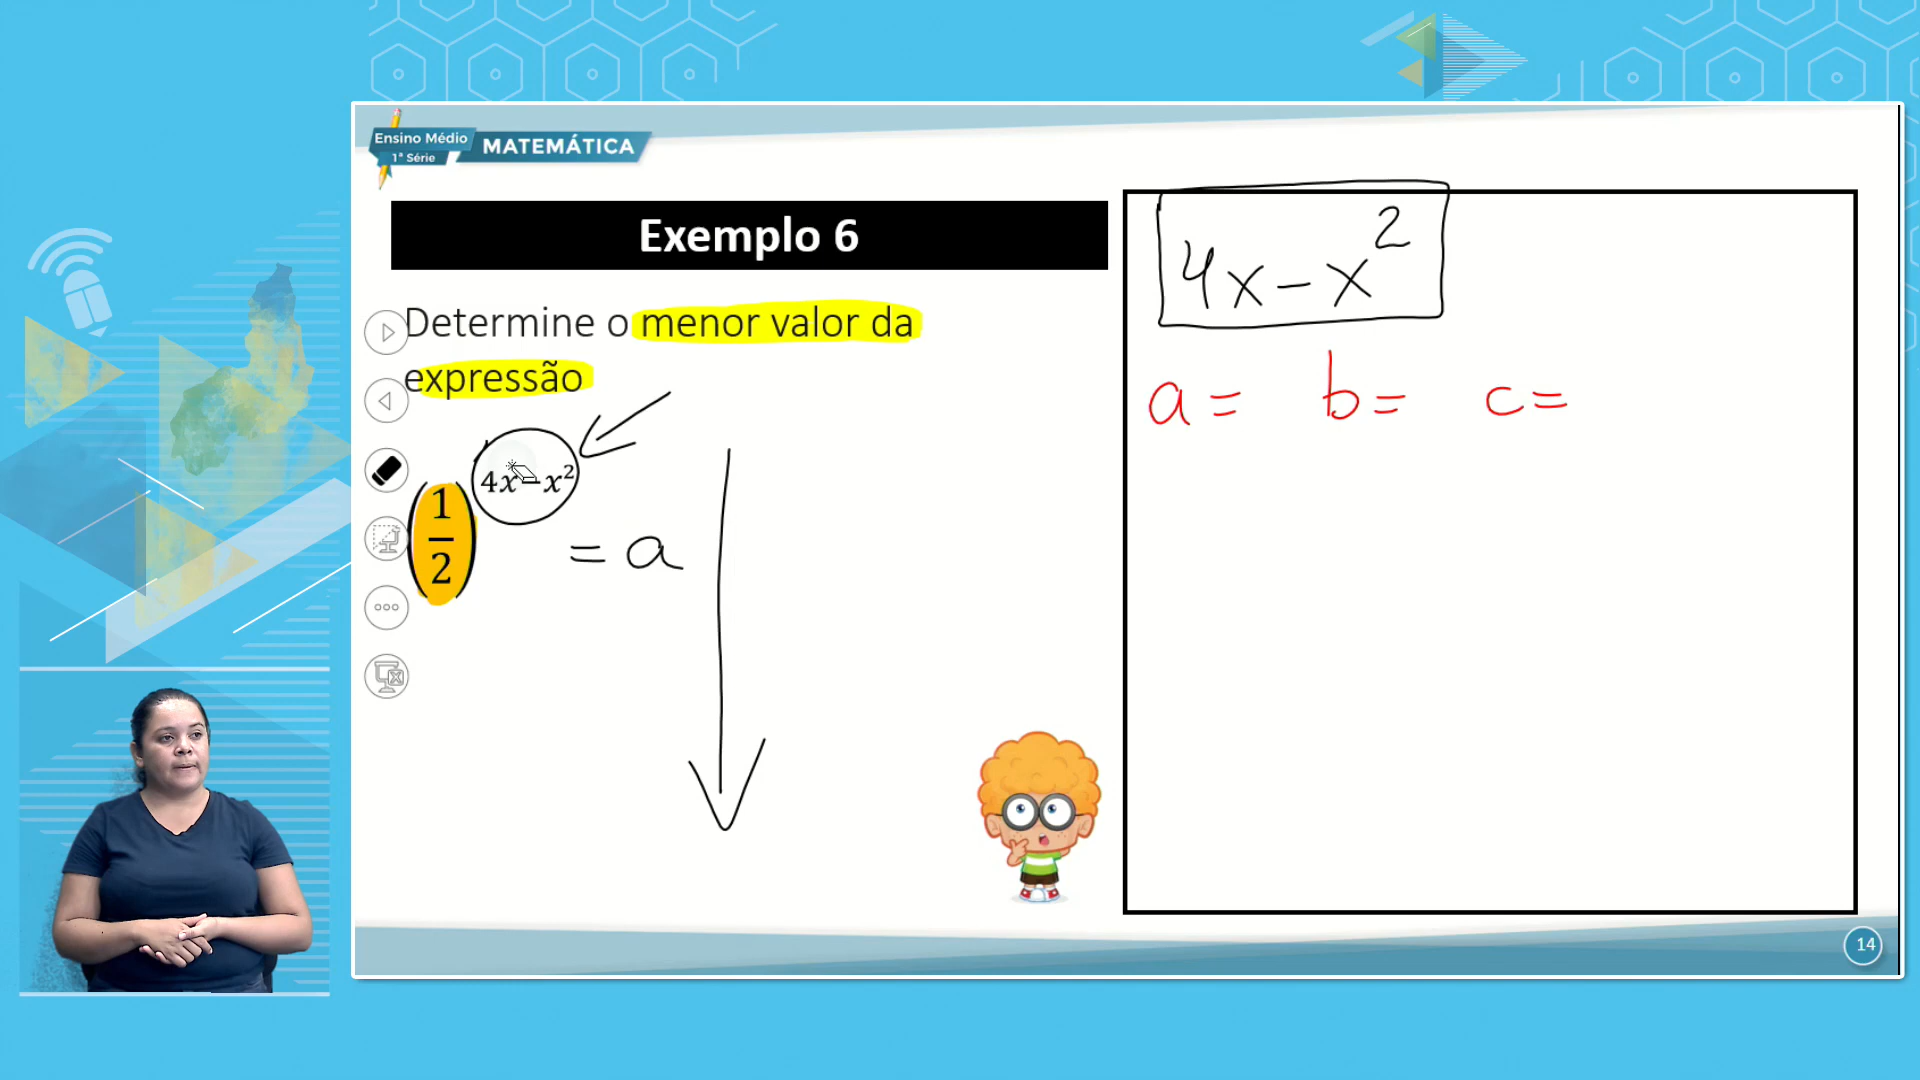 Ensino Médio
1ª Série
MATEMÁTICA
Exemplo 6
Determine o menor valor da
expressão
(1/2)^(4x−x²) = a
4x − x²
a = b = c =
14